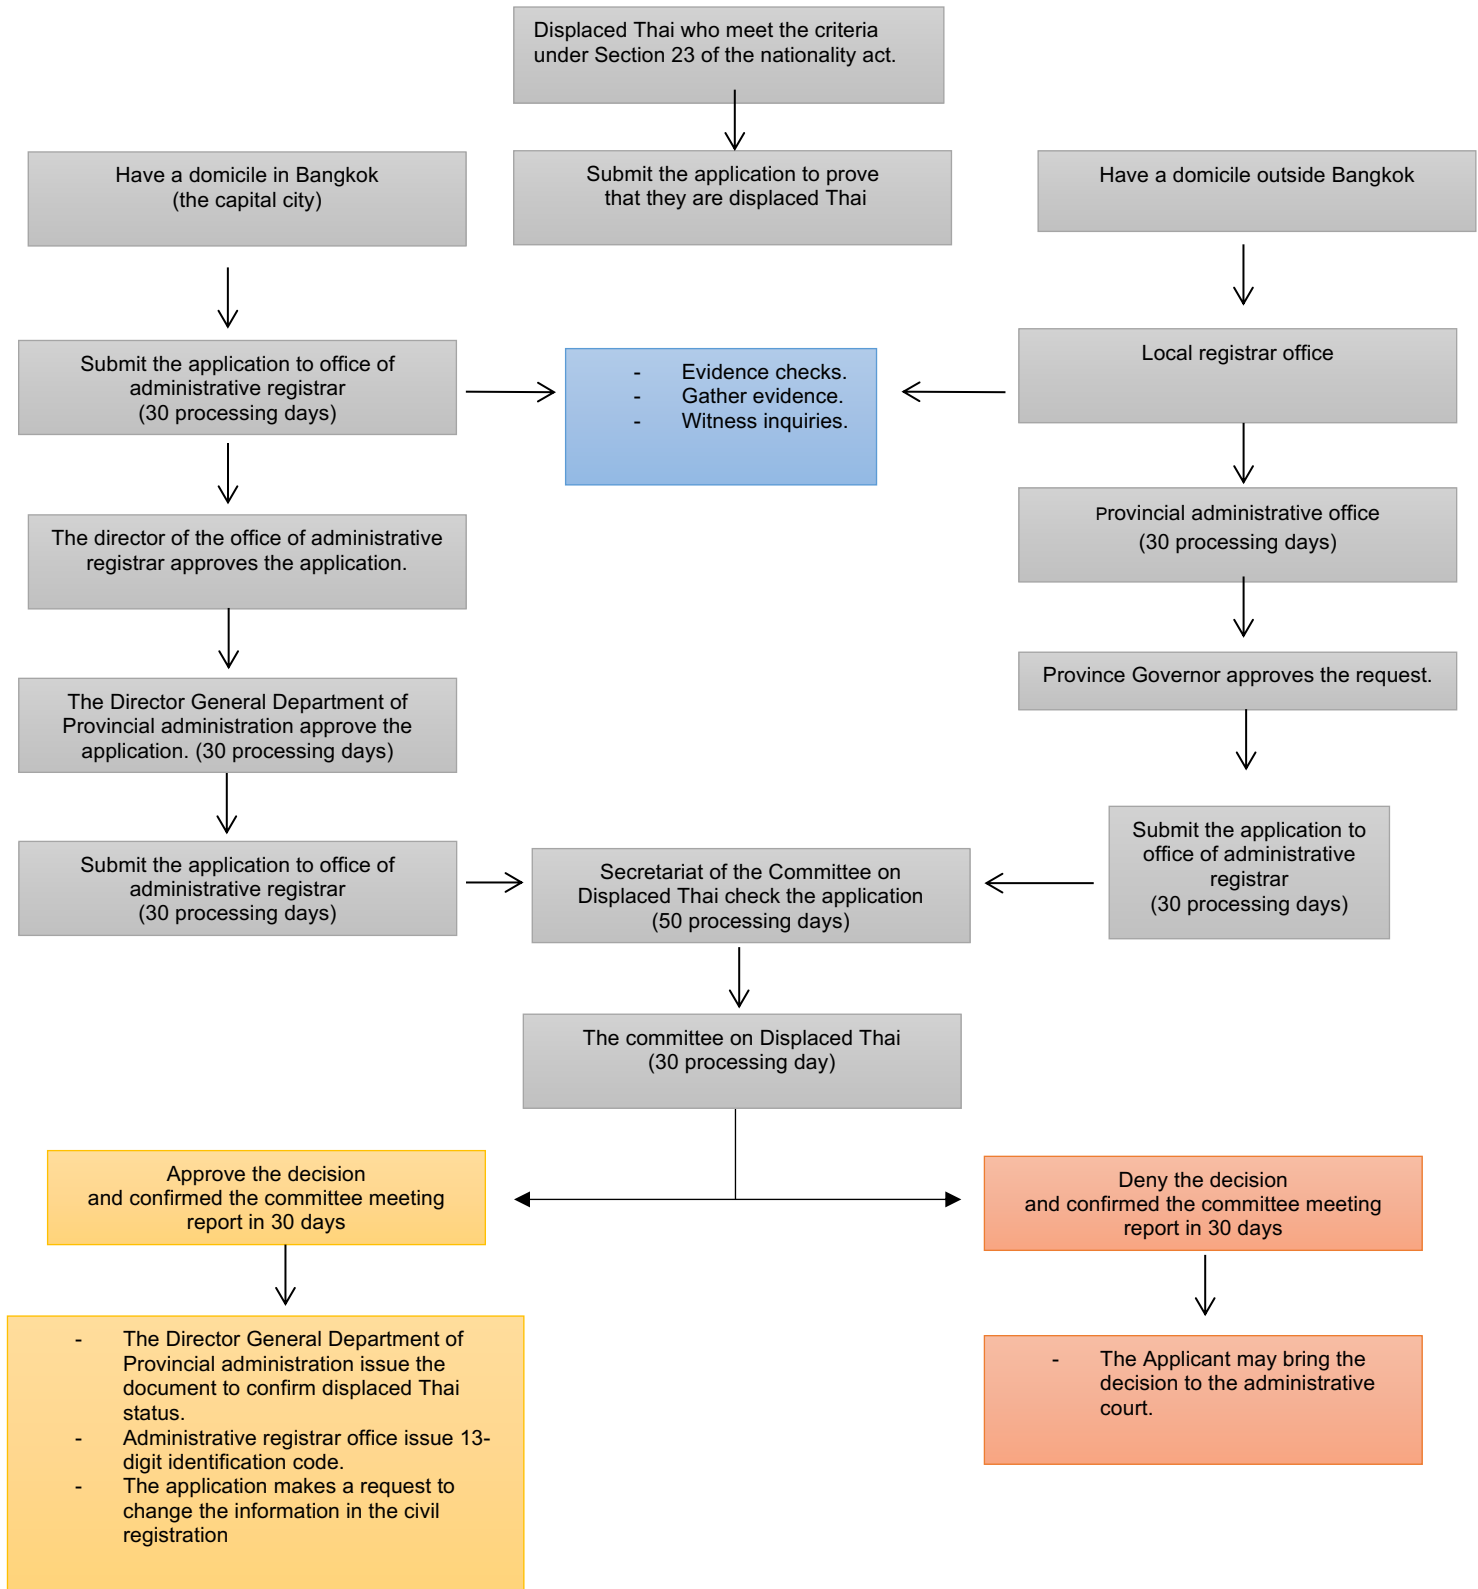 Displaced Thai who meet the criteria
under Section 23 of the nationality act.
Have a domicile in Bangkok
(the capital city)
Submit the application to prove
that they are displaced Thai
Have a domicile outside Bangkok
Submit the application to office of
administrative registrar
(30 processing days)
- Evidence checks.
- Gather evidence.
- Witness inquiries.
Local registrar office
The director of the office of administrative
registrar approves the application.
Provincial administrative office
(30 processing days)
The Director General Department of
Provincial administration approve the
application. (30 processing days)
Province Governor approves the request.
Submit the application to office of
administrative registrar
(30 processing days)
Secretariat of the Committee on
Displaced Thai check the application
(50 processing days)
Submit the application to
office of administrative
registrar
(30 processing days)
The committee on Displaced Thai
(30 processing day)
Approve the decision
and confirmed the committee meeting
report in 30 days
Deny the decision
and confirmed the committee meeting
report in 30 days
- The Director General Department of
Provincial administration issue the
document to confirm displaced Thai
status.
- Administrative registrar office issue 13-
digit identification code.
- The application makes a request to
change the information in the civil
registration
- The Applicant may bring the
decision to the administrative
court.